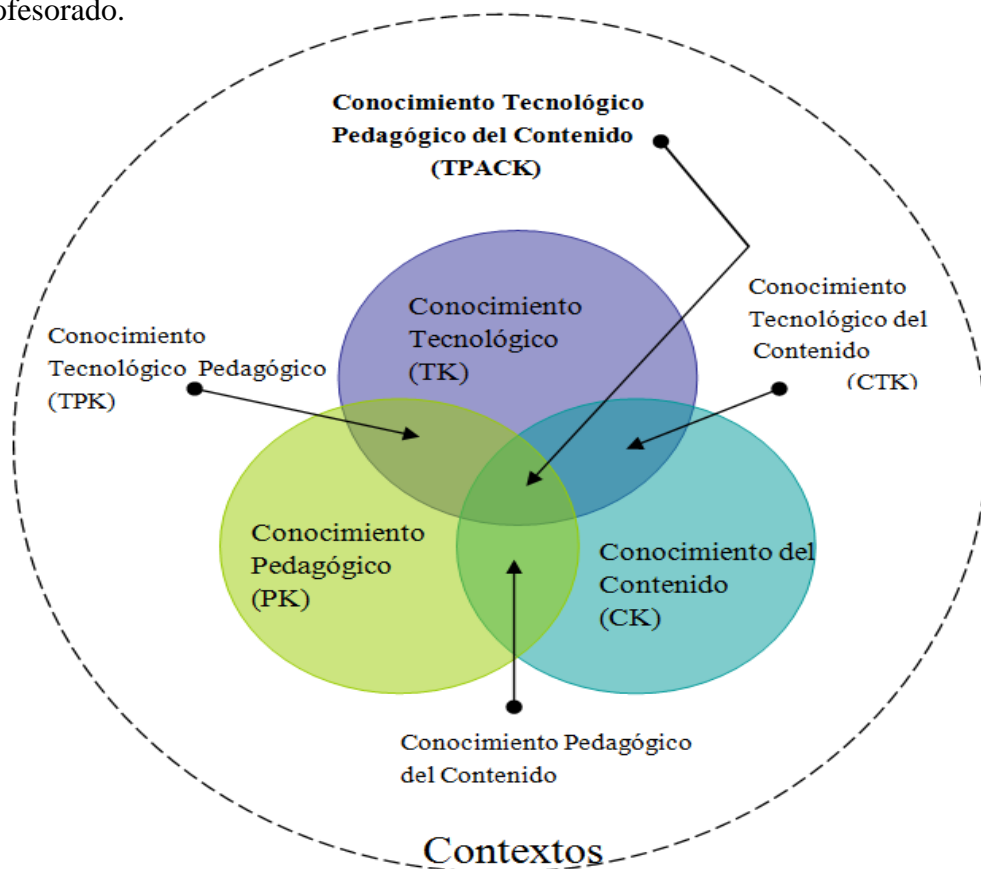 ofesorado.
Conocimiento Tecnológico
Pedagógico del Contenido
(TPACK)
Conocimiento
Tecnológico
(TK)
Conocimiento
Tecnológico del
Contenido
(CTK)
Conocimiento
Tecnológico Pedagógico
(TPK)
Conocimiento
Pedagógico
(PK)
Conocimiento del
Contenido
(CK)
Conocimiento Pedagógico
del Contenido
Contextos